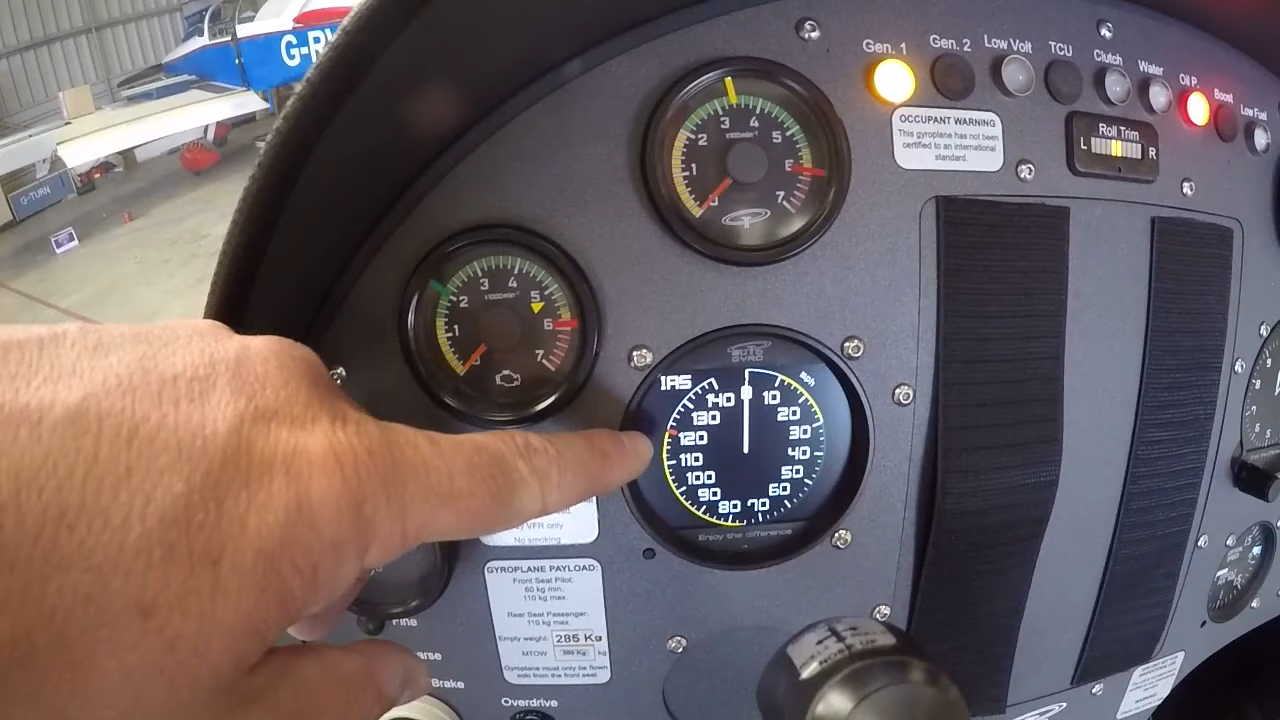 G-RV
G-TURN
Gen. 1
Gen. 2
Low Volt
TCU
Clutch
Water
Oil P.
Boost
Low Fuel
OCCUPANT WARNING
This gyroplane has not been
certified to an international
standard.
Roll Trim
L R
1 2 3 4 5 6 7
x100min⁻¹
1 2 3 4 5 6 7
x1000min⁻¹
AUTO
GYRO
IAS
mph
10
20
30
40
50
60
70
80
90
100
110
120
130
140
Enjoy the difference
VFR only
No smoking
GYROPLANE PAYLOAD:
Front Seat Pilot:
60 kg min.
110 kg max.
Rear Seat Passenger:
110 kg max.
Empty weight: 285 Kg
MTOW 560 Kg kg
Gyroplane must only be flown
solo from the front seat
Fine
Brake
Overdrive
NOSE UP